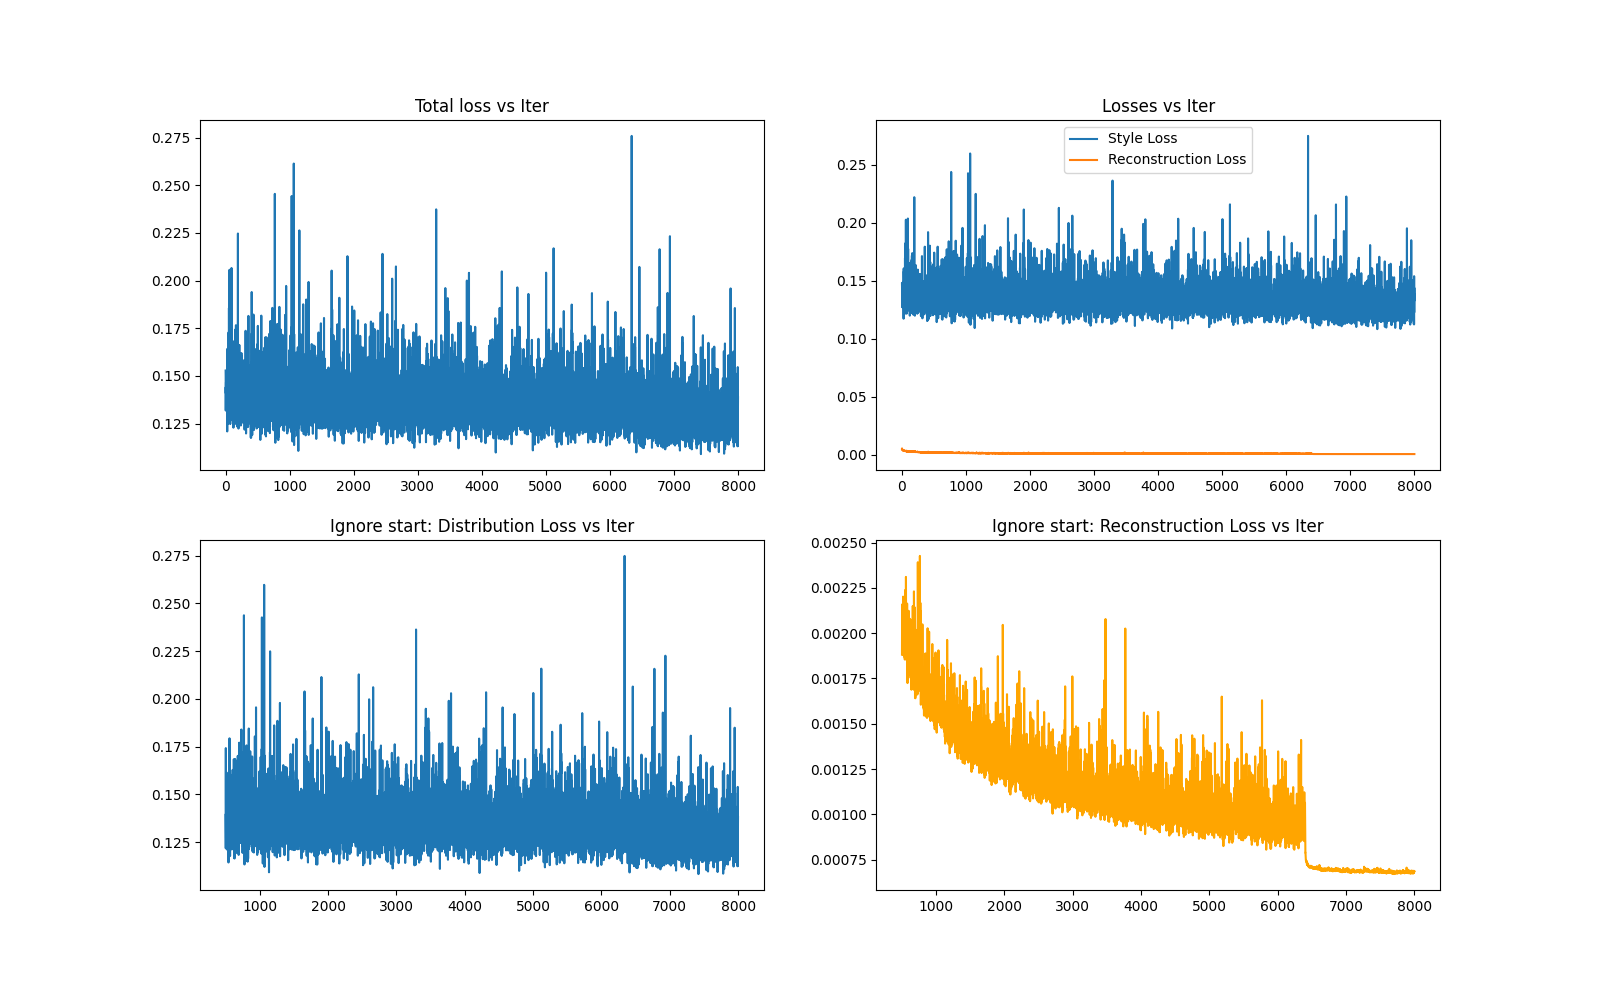 Total loss vs Iter
0.275
0.250
0.225
0.200
0.175
0.150
0.125
0 1000 2000 3000 4000 5000 6000 7000 8000
Losses vs Iter
Style Loss
Reconstruction Loss
0.25
0.20
0.15
0.10
0.05
0.00
0 1000 2000 3000 4000 5000 6000 7000 8000
Ignore start: Distribution Loss vs Iter
0.275
0.250
0.225
0.200
0.175
0.150
0.125
1000 2000 3000 4000 5000 6000 7000 8000
Ignore start: Reconstruction Loss vs Iter
0.00250
0.00225
0.00200
0.00175
0.00150
0.00125
0.00100
0.00075
1000 2000 3000 4000 5000 6000 7000 8000